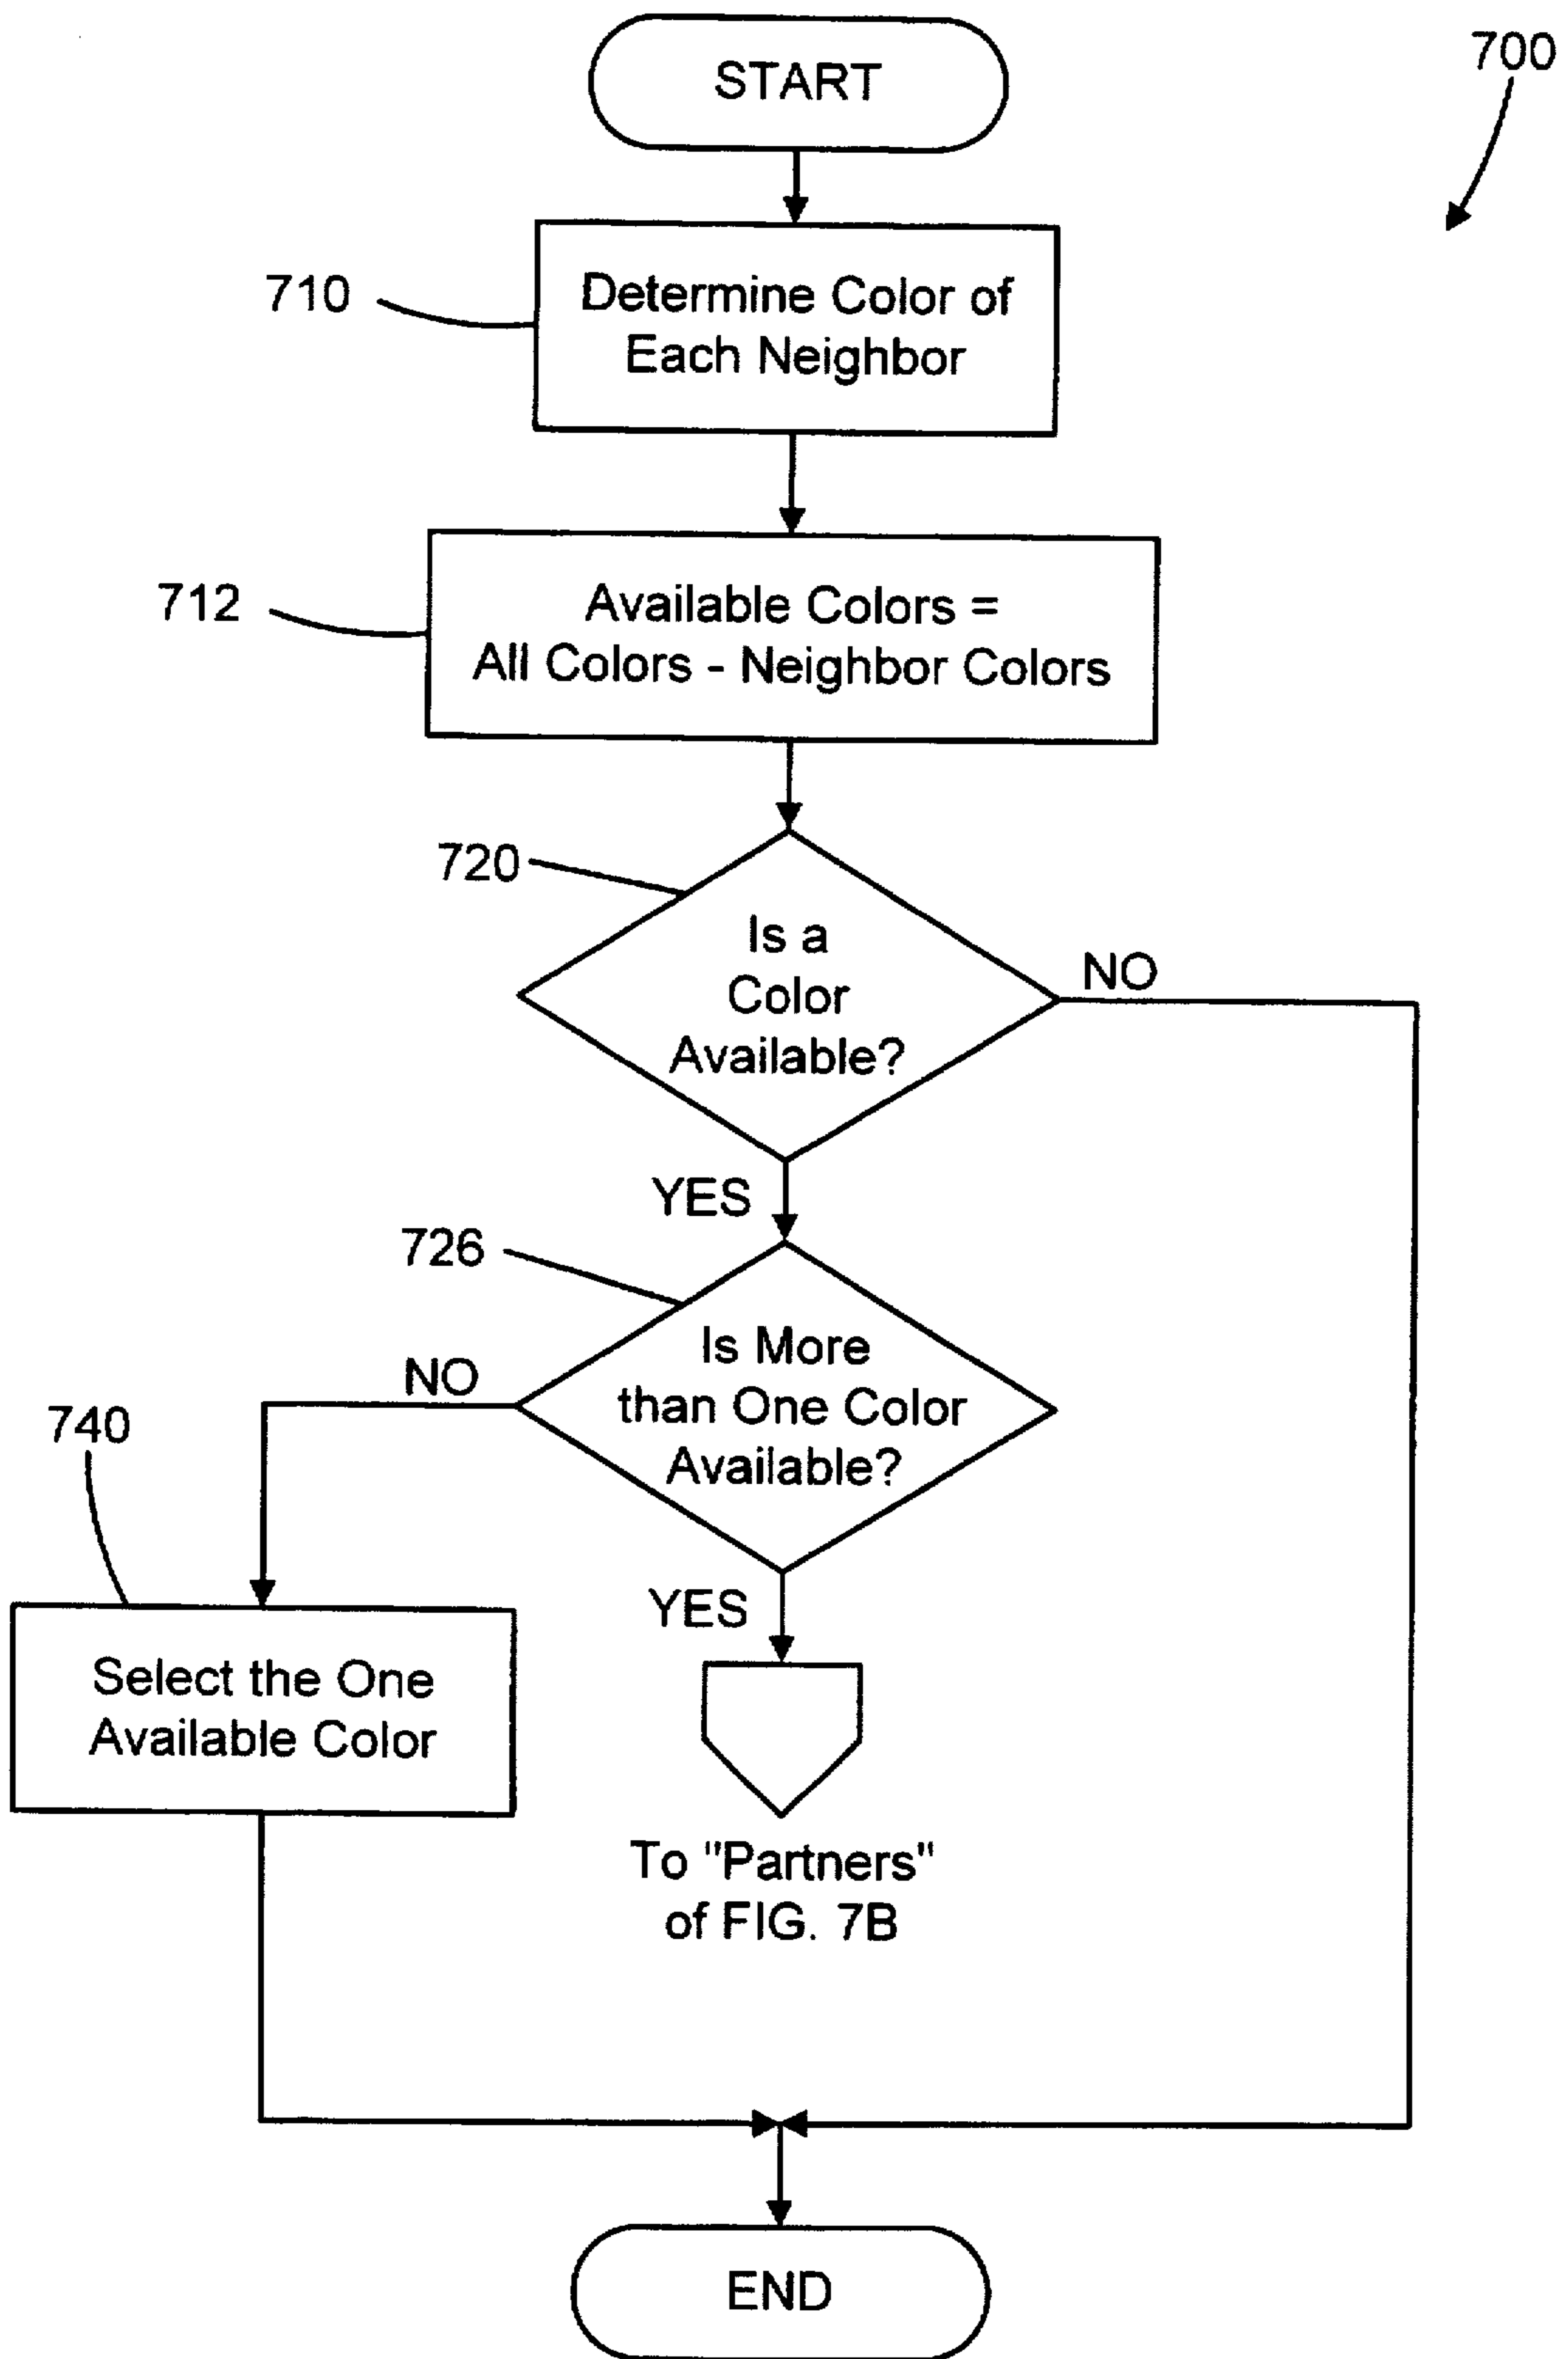 START
700
710
Determine Color of
Each Neighbor
712
Available Colors =
All Colors - Neighbor Colors
720
Is a
Color
Available?
NO
YES
726
Is More
than One Color
Available?
NO
740
YES
Select the One
Available Color
To "Partners"
of FIG. 7B
END